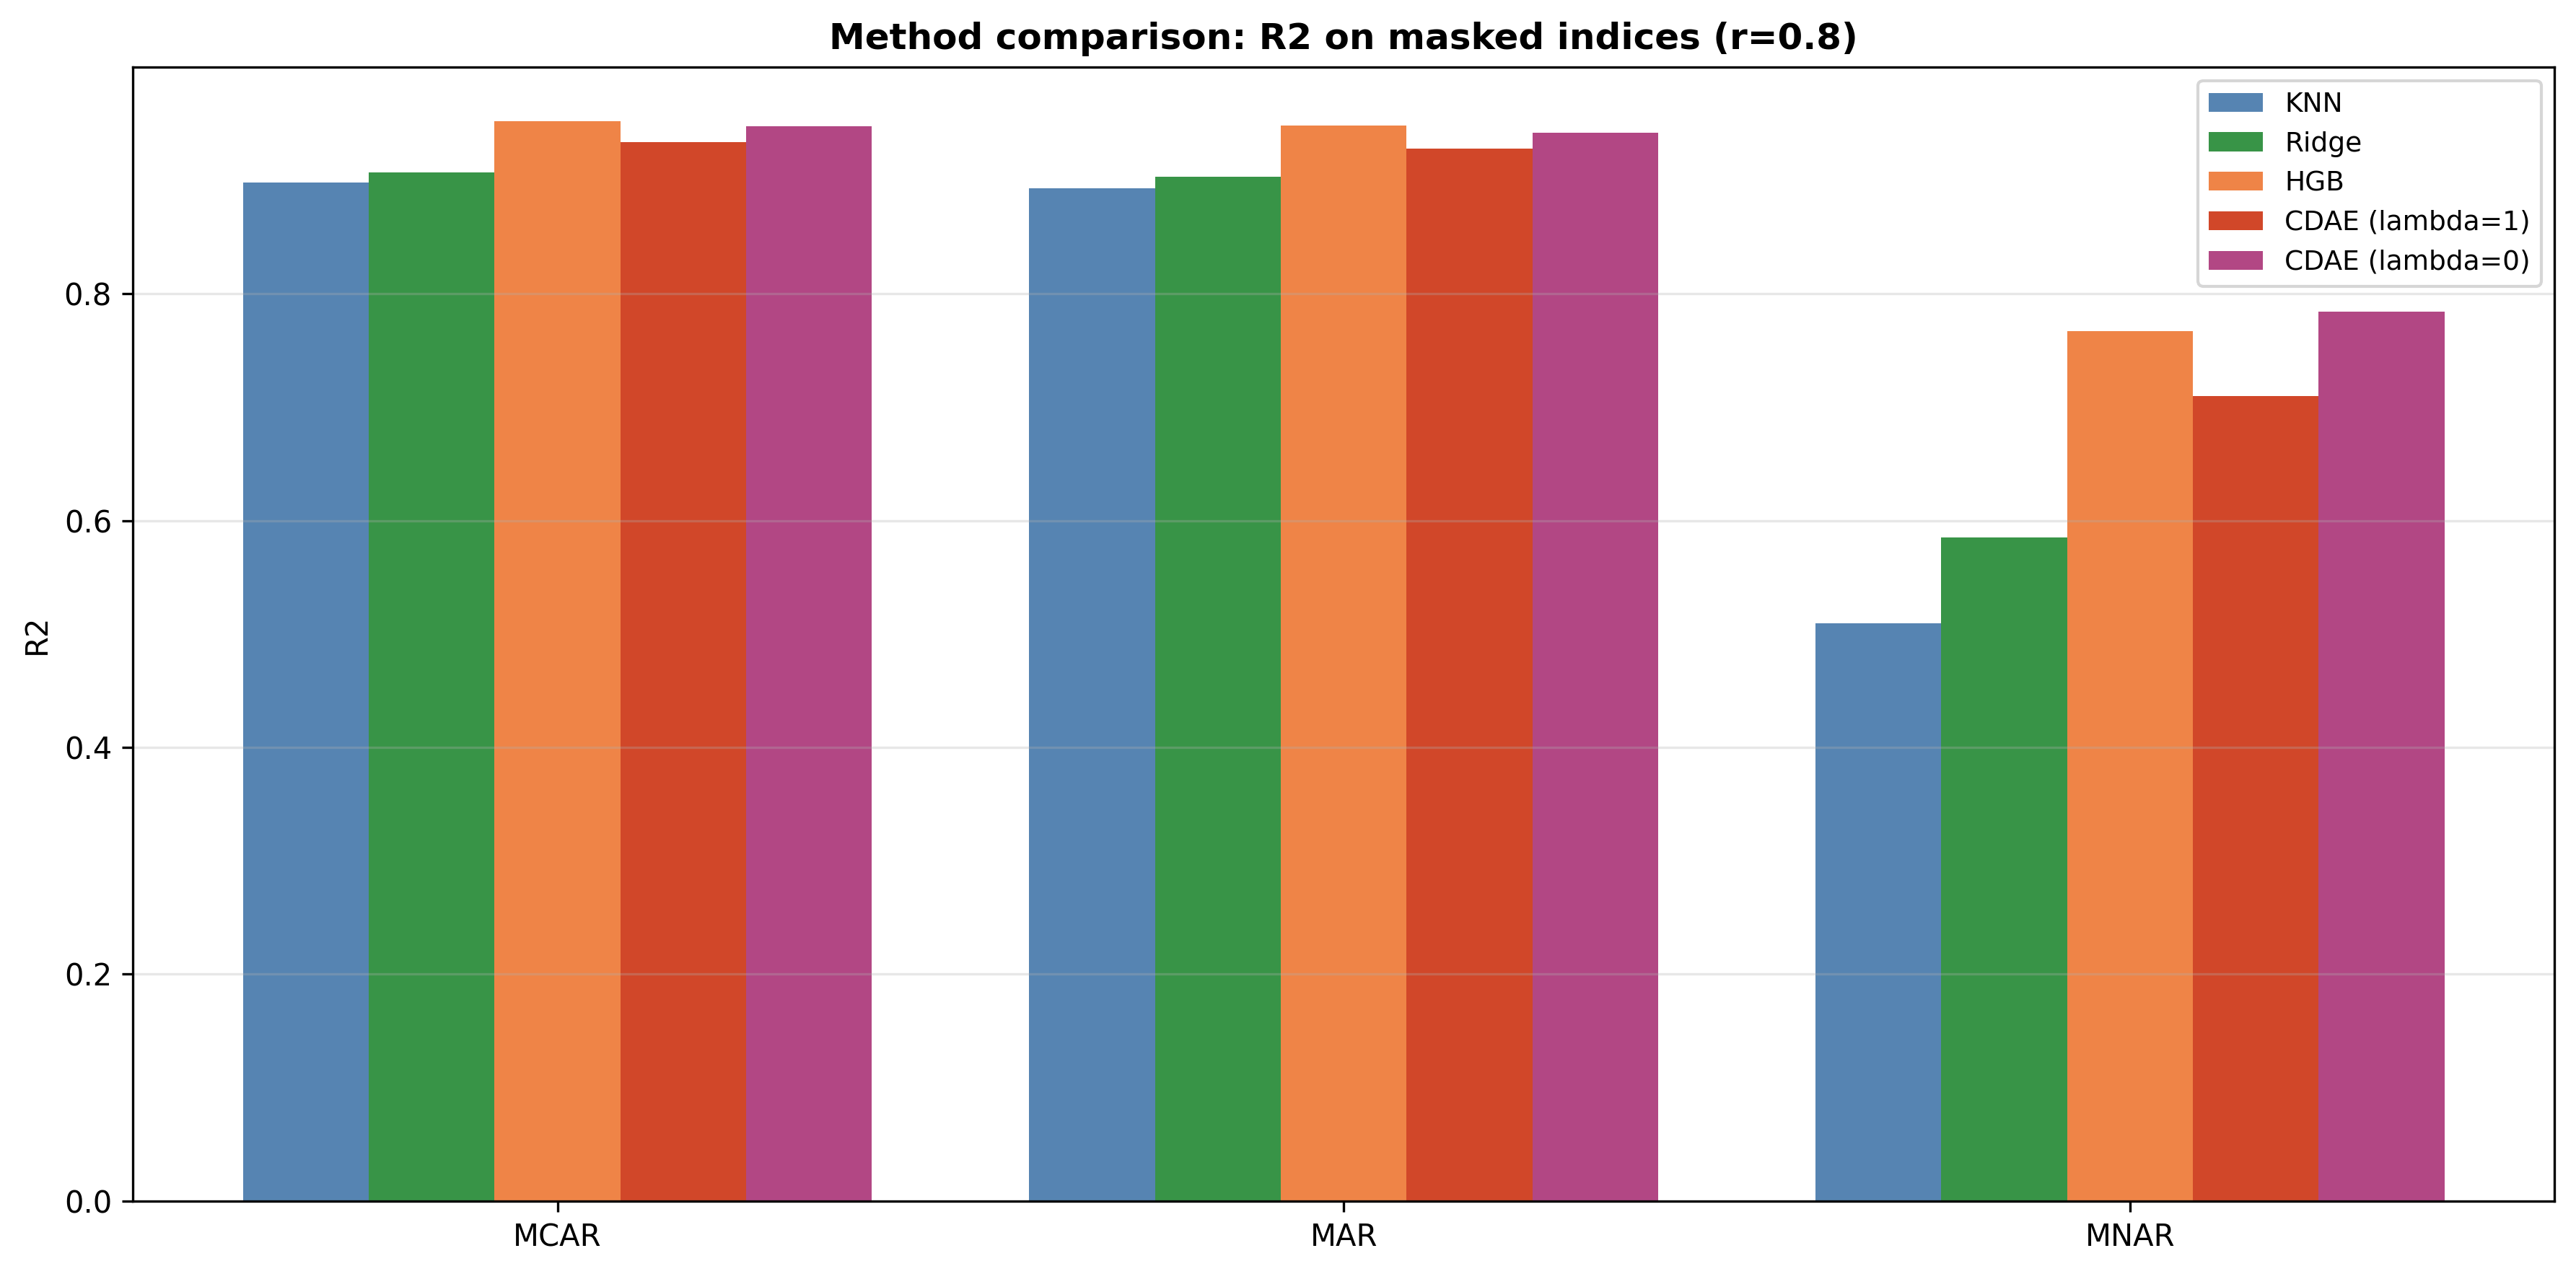 Method comparison: R2 on masked indices (r=0.8)
KNN
Ridge
HGB
CDAE (lambda=1)
CDAE (lambda=0)
R2
0.8
0.6
0.4
0.2
0.0
MCAR
MAR
MNAR